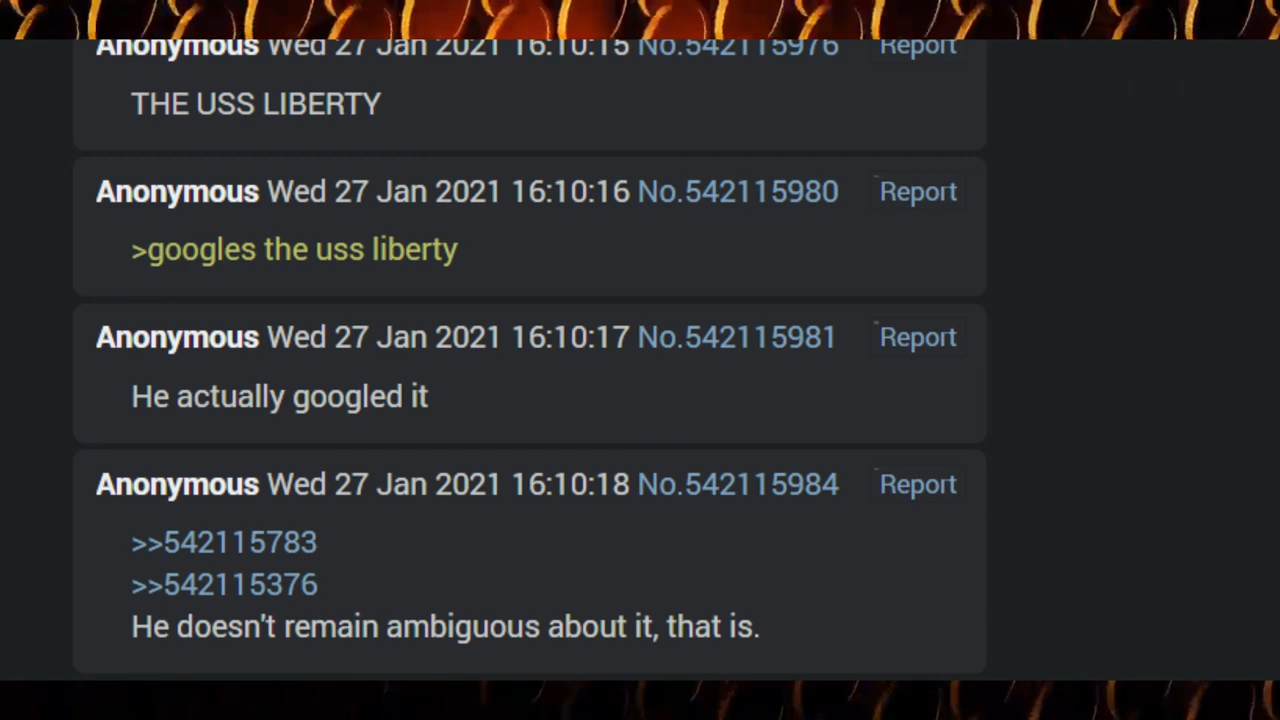 Anonymous Wed 27 Jan 2021 16:10:15 No.542115976 Report
THE USS LIBERTY
Anonymous Wed 27 Jan 2021 16:10:16 No.542115980 Report
>googles the uss liberty
Anonymous Wed 27 Jan 2021 16:10:17 No.542115981 Report
He actually googled it
Anonymous Wed 27 Jan 2021 16:10:18 No.542115984 Report
>>542115783
>>542115376
He doesn't remain ambiguous about it, that is.